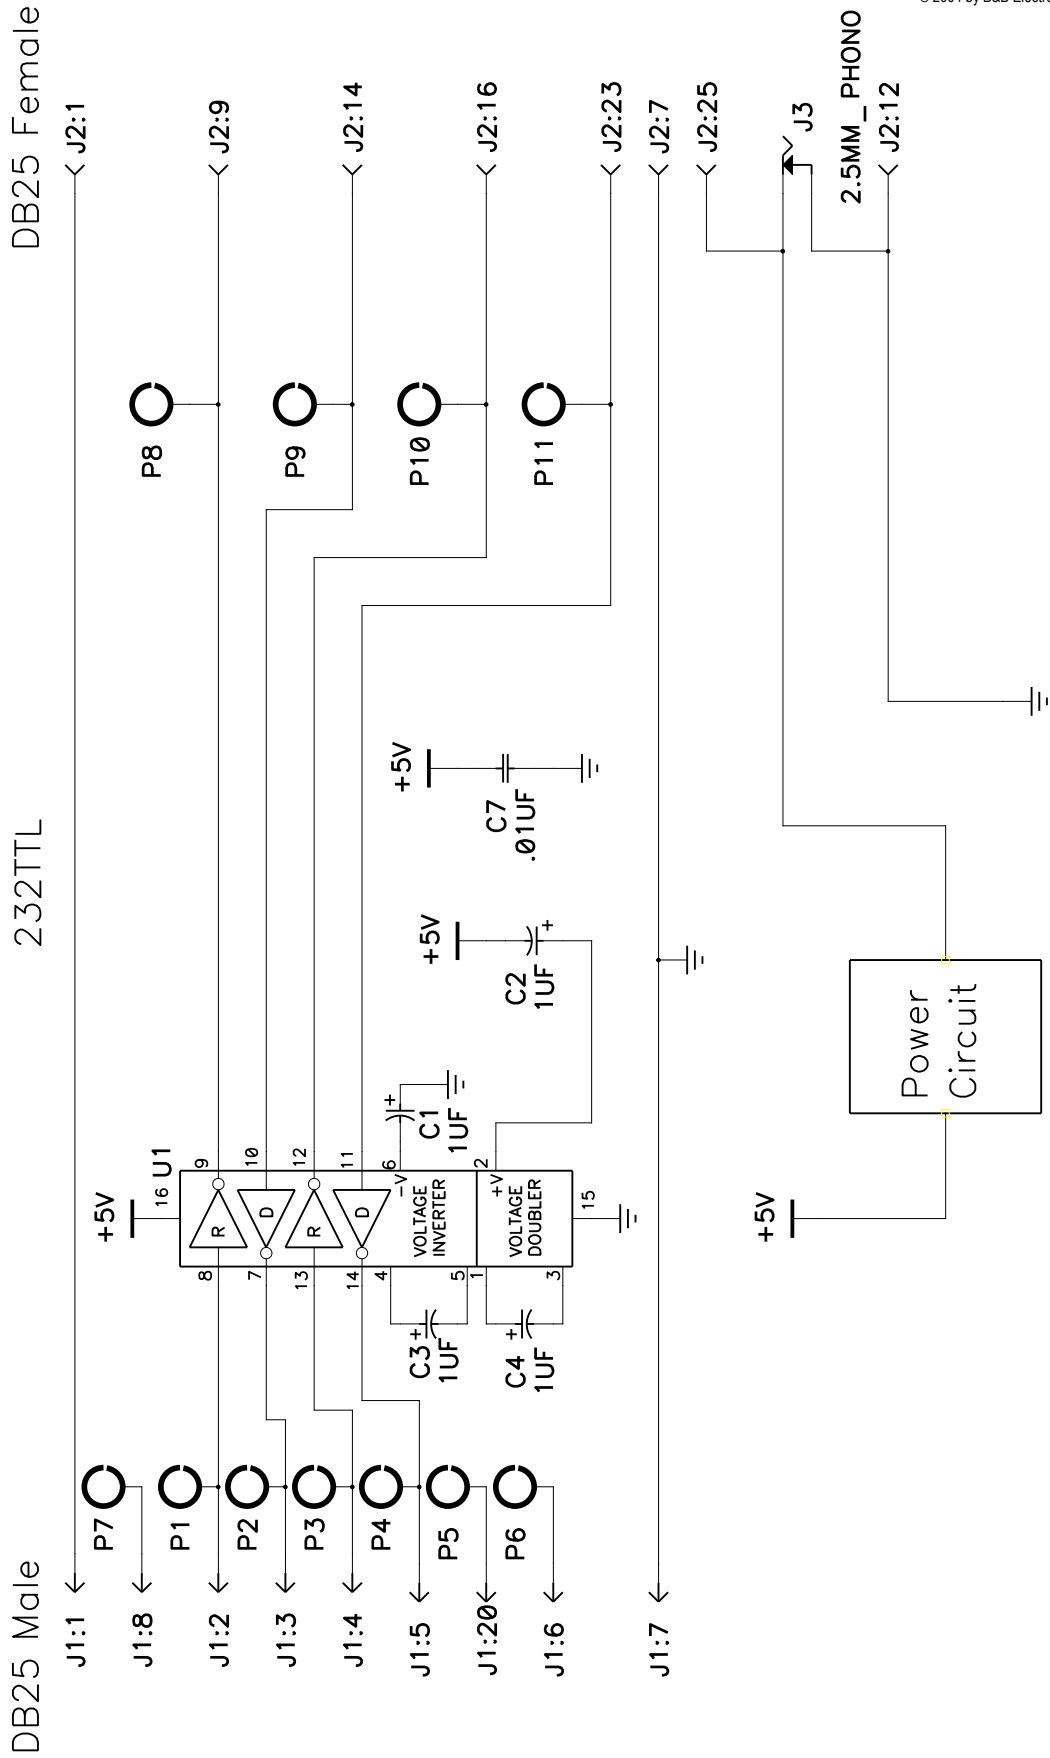 © 2004 by B&B Electro
DB25 Male
232TTL
DB25 Female
J1:1
J2:1
P7
J1:8
P8
P1
+5V
16
U1
J1:2
8
R
9
J2:9
P2
P9
J1:3
7
D
10
J2:14
P3
J1:4
13
R
12
P10
J2:16
P4
J1:5
14
D
11
P11
J2:23
4
-V
6
+
C1
1UF
+5V
C7
.01UF
P5
J1:20
C3
+
1UF
VOLTAGE
INVERTER
5
+5V
C2
+
1UF
1
+V
2
P6
J1:6
C4
+
1UF
VOLTAGE
DOUBLER
3
15
J1:7
J2:7
J2:25
+5V
J3
2.5MM_PHONO
J2:12
Power
Circuit